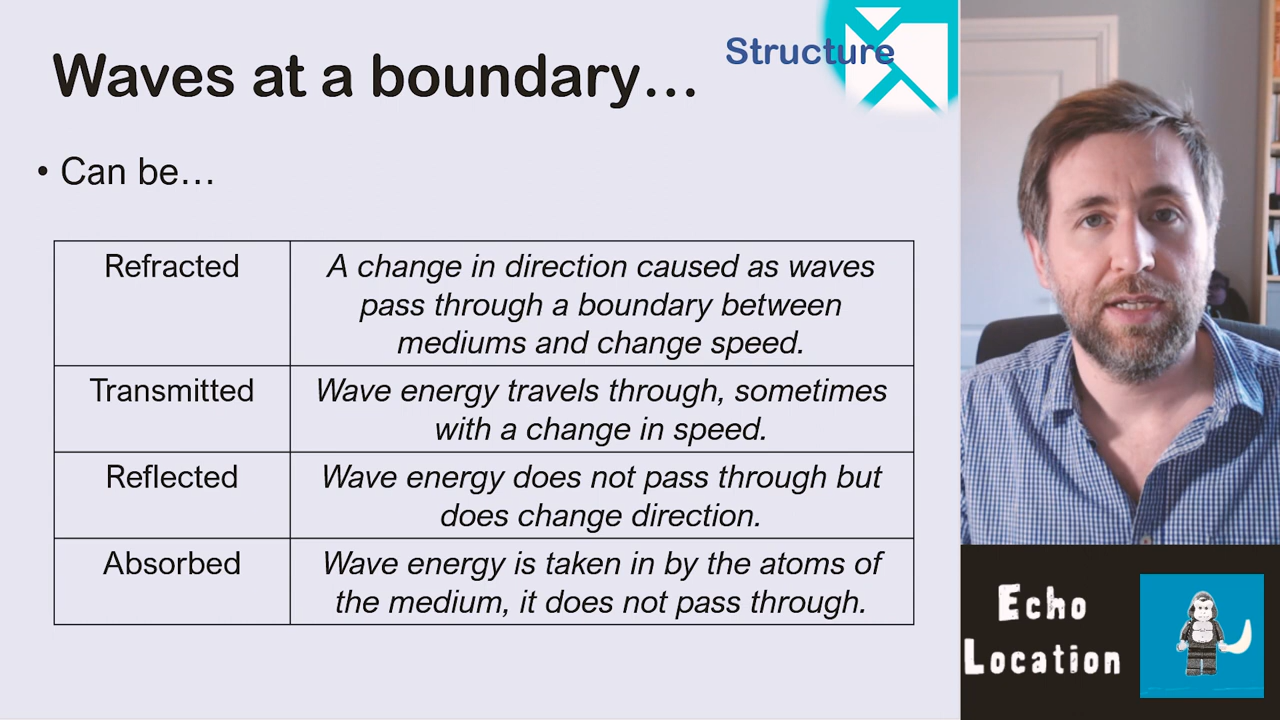 Waves at a boundary…
Structure
• Can be…
Refracted
A change in direction caused as waves
pass through a boundary between
mediums and change speed.
Transmitted
Wave energy travels through, sometimes
with a change in speed.
Reflected
Wave energy does not pass through but
does change direction.
Absorbed
Wave energy is taken in by the atoms of
the medium, it does not pass through.
Echo
Location